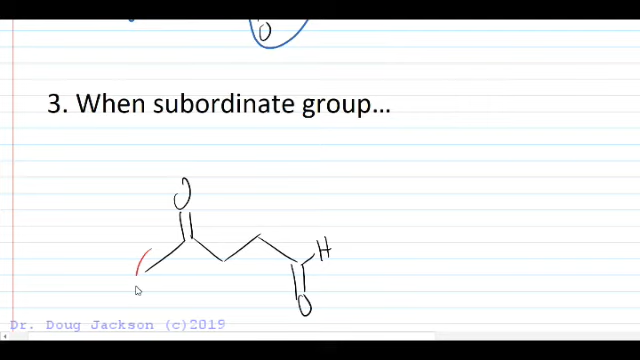 O
3. When subordinate group…
O
H
O
Dr. Doug Jackson (c)2019